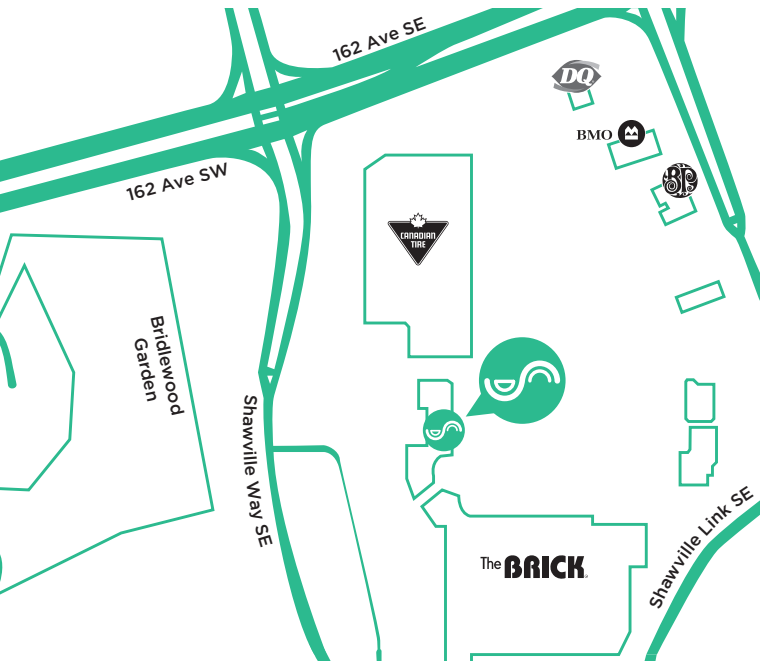 162 Ave SE
DQ
BMO
BP
162 Ave SW
CANADIAN
TIRE
Bridlewood
Garden
Shawville Way SE
The BRICK
Shawville Link SE